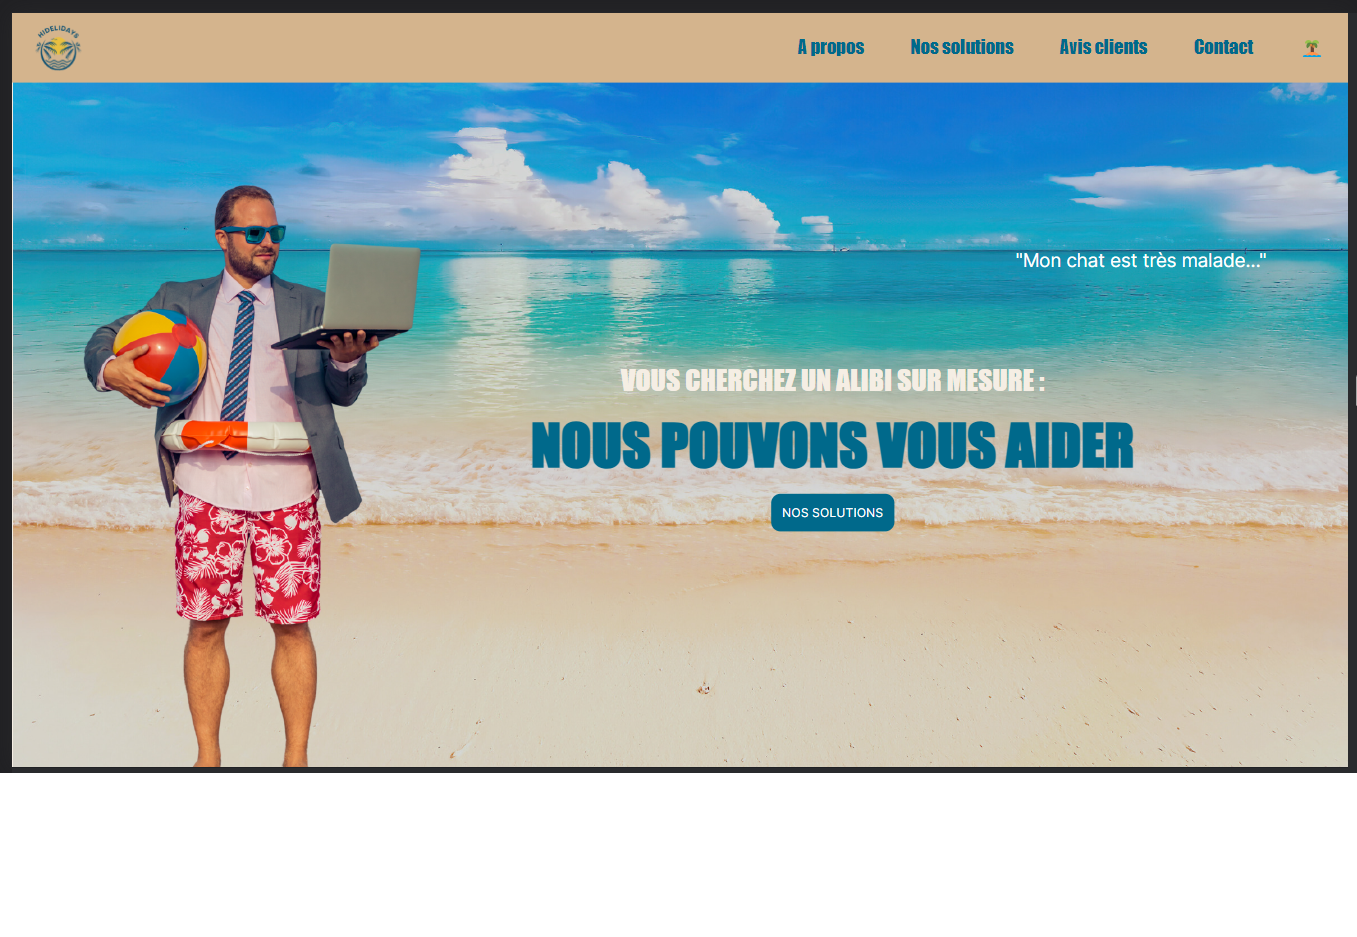 HIDELIDAYS
A propos
Nos solutions
Avis clients
Contact
"Mon chat est très malade..."
VOUS CHERCHEZ UN ALIBI SUR MESURE :
NOUS POUVONS VOUS AIDER
NOS SOLUTIONS